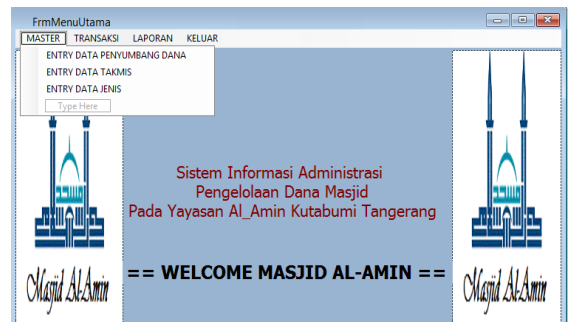 FrmMenuUtama
MASTER TRANSAKSI LAPORAN KELUAR
ENTRY DATA PENYUMBANG DANA
ENTRY DATA TAKMIS
ENTRY DATA JENIS
Type Here
Sistem Informasi Administrasi
Pengelolaan Dana Masjid
Pada Yayasan Al_Amin Kutabumi Tangerang
== WELCOME MASJID AL-AMIN ==
Masjid Al-Amin
Masjid Al-Amin